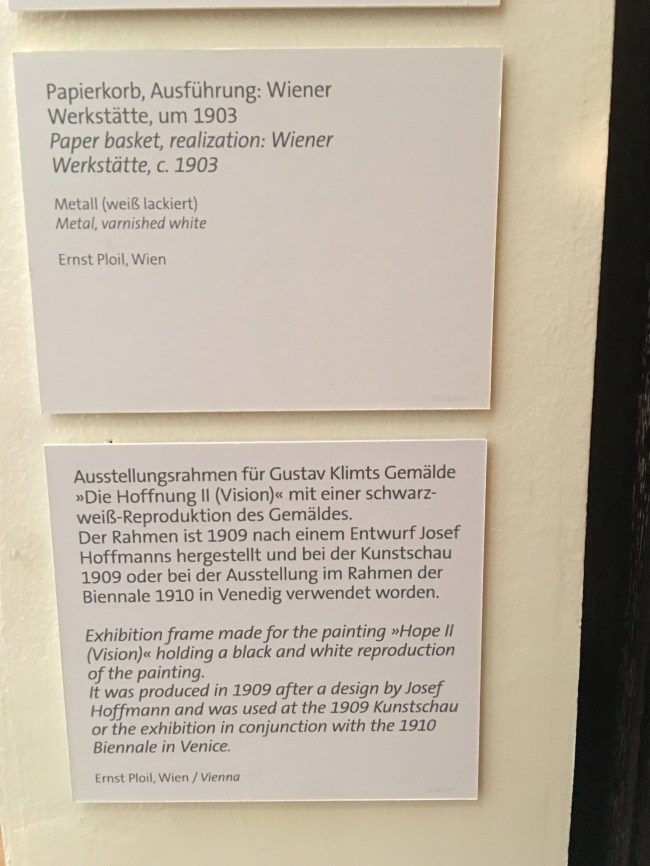 Papierkorb, Ausführung: Wiener
Werkstätte, um 1903
Paper basket, realization: Wiener
Werkstätte, c. 1903
Metall (weiß lackiert)
Metal, varnished white
Ernst Ploil, Wien
Ausstellungsrahmen für Gustav Klimts Gemälde
»Die Hoffnung II (Vision)« mit einer schwarz-
weiß-Reproduktion des Gemäldes.
Der Rahmen ist 1909 nach einem Entwurf Josef
Hoffmanns hergestellt und bei der Kunstschau
1909 oder bei der Ausstellung im Rahmen der
Biennale 1910 in Venedig verwendet worden.
Exhibition frame made for the painting »Hope II
(Vision)« holding a black and white reproduction
of the painting.
It was produced in 1909 after a design by Josef
Hoffmann and was used at the 1909 Kunstschau
or the exhibition in conjunction with the 1910
Biennale in Venice.
Ernst Ploil, Wien / Vienna